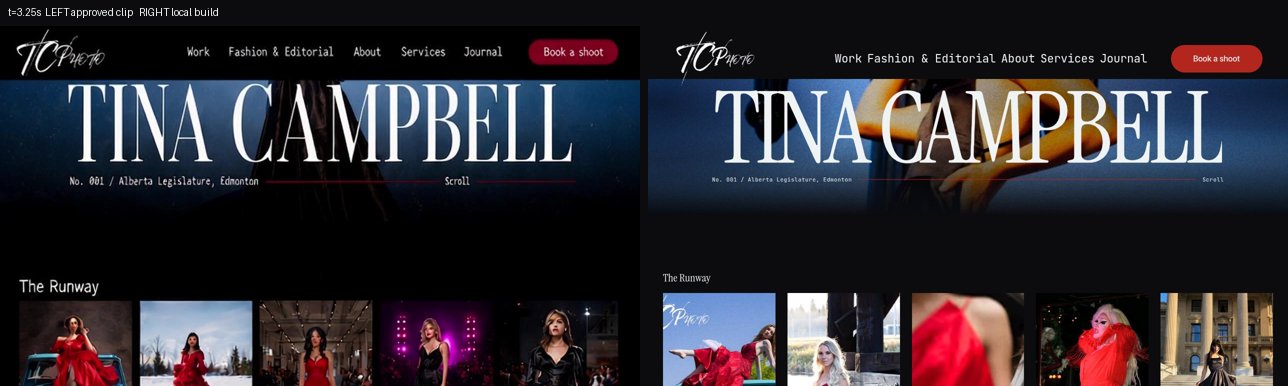 t=3.25s LEFT approved clip RIGHT local build
TCPhoto
Work Fashion & Editorial About Services Journal Book a shoot
TINA CAMPBELL
No. 001 / Alberta Legislature, Edmonton Scroll
The Runway
TCPhoto
Work Fashion & Editorial About Services Journal Book a shoot
TINA CAMPBELL
No. 001 / Alberta Legislature, Edmonton Scroll
The Runway
CPhoto